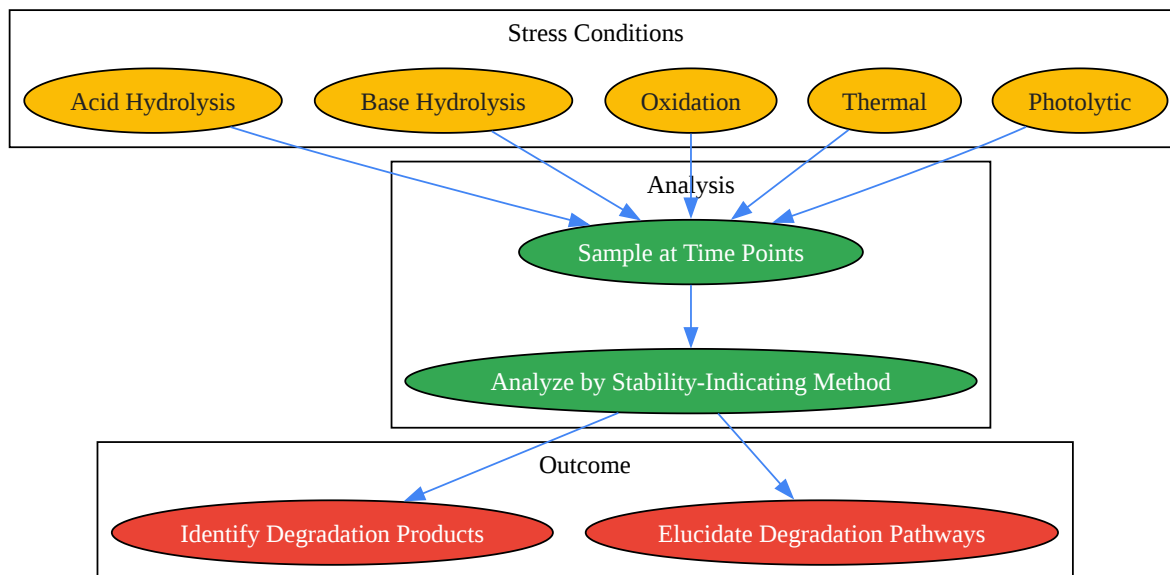 Stress Conditions
Acid Hydrolysis
Base Hydrolysis
Oxidation
Thermal
Photolytic
Analysis
Sample at Time Points
Analyze by Stability-Indicating Method
Outcome
Identify Degradation Products
Elucidate Degradation Pathways